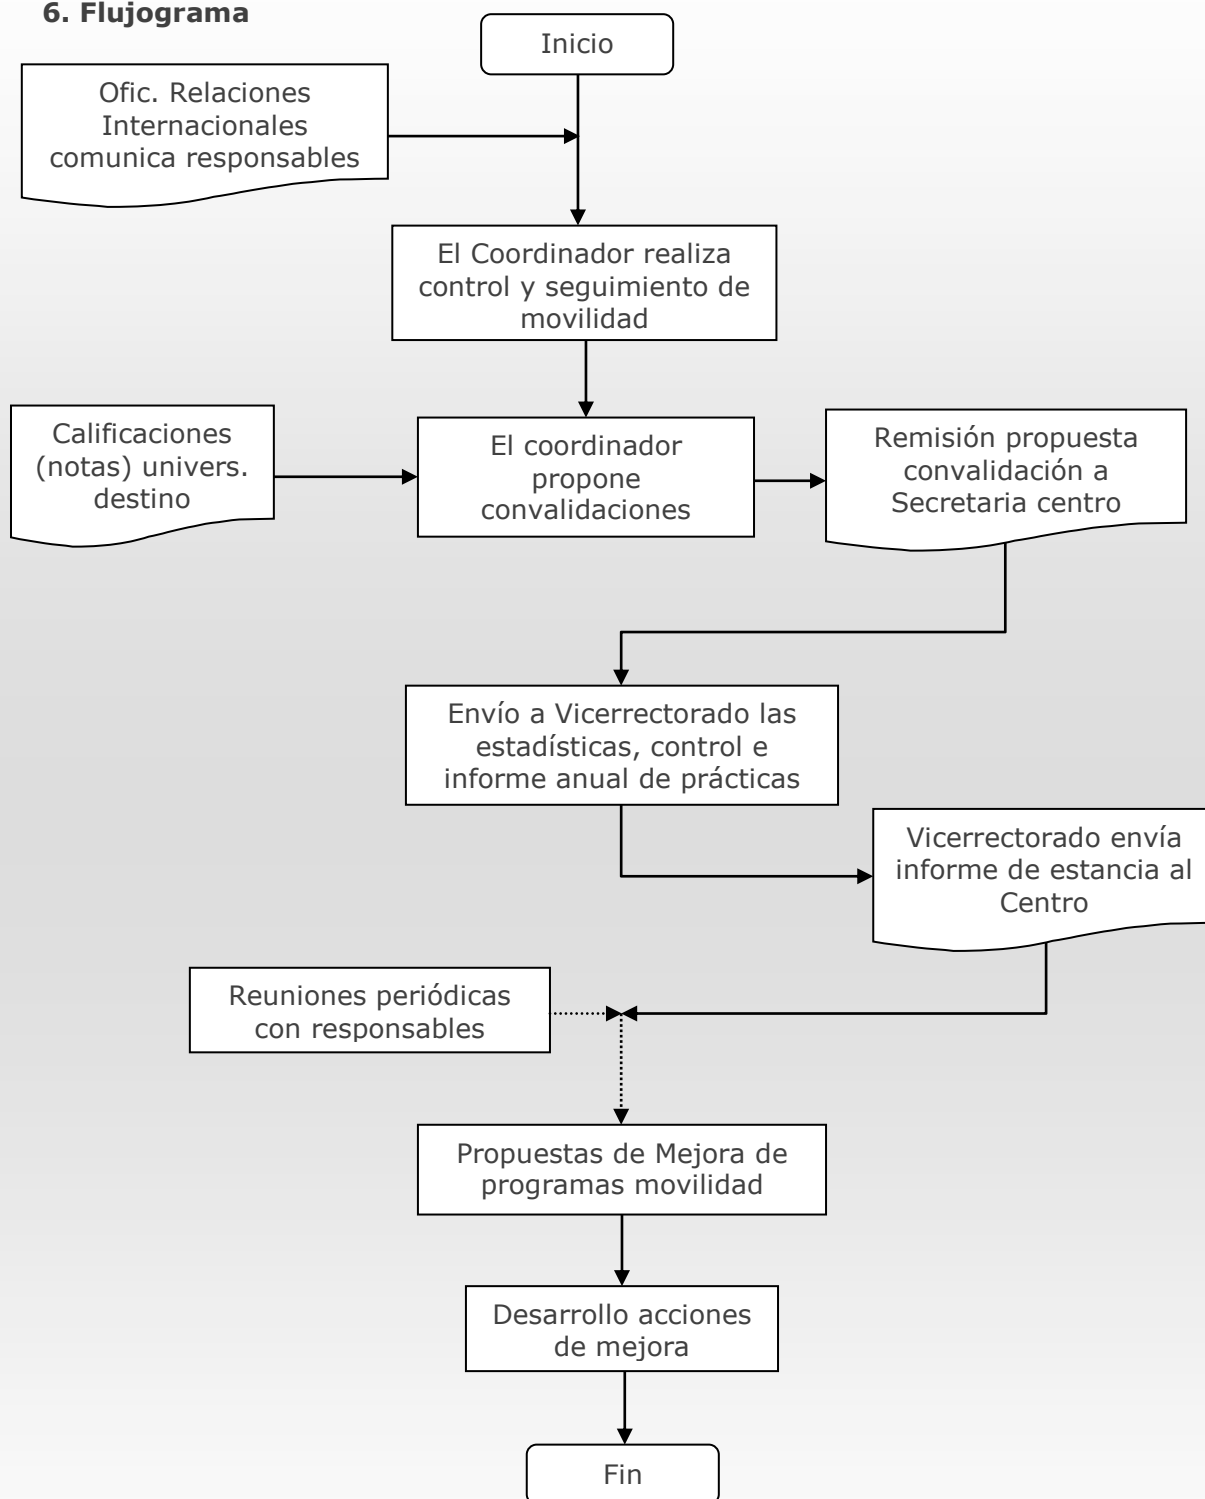 6. Flujograma
Inicio
Ofic. Relaciones
Internacionales
comunica responsables
El Coordinador realiza
control y seguimiento de
movilidad
Calificaciones
(notas) univers.
destino
El coordinador
propone
convalidaciones
Remisión propuesta
convalidación a
Secretaria centro
Envío a Vicerrectorado las
estadísticas, control e
informe anual de prácticas
Vicerrectorado envía
informe de estancia al
Centro
Reuniones periódicas
con responsables
Propuestas de Mejora de
programas movilidad
Desarrollo acciones
de mejora
Fin